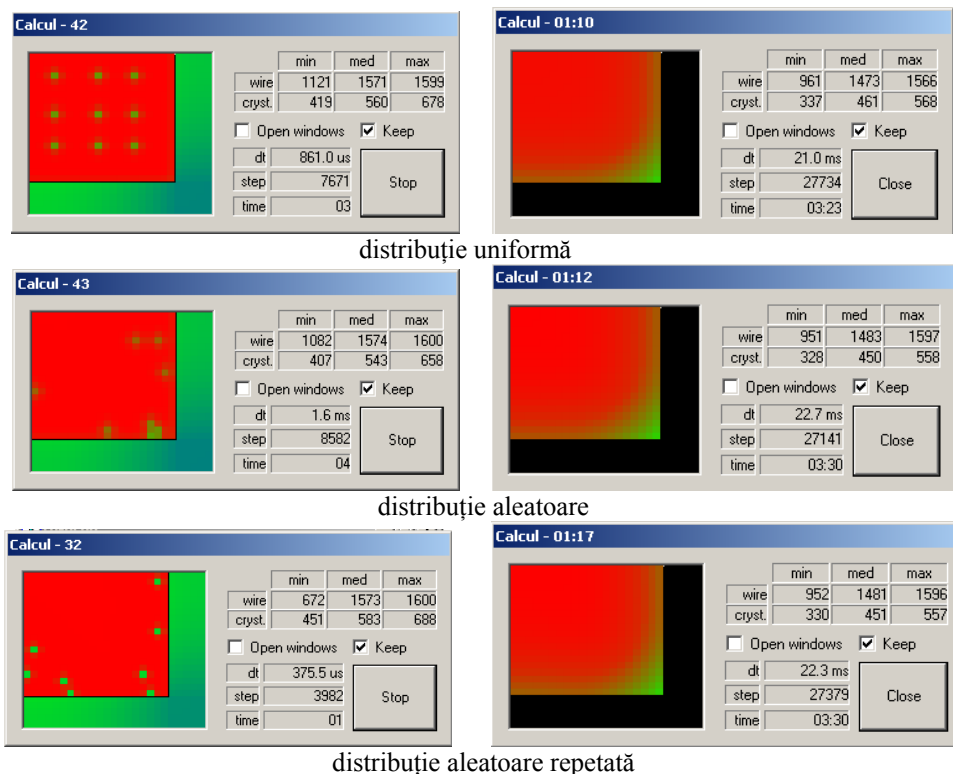 Calcul - 42
min med max
wire 1121 1571 1599
cryst. 419 560 678
Open windows Keep
dt 861.0 us
step 7671
time 03
Stop
Calcul - 01:10
min med max
wire 961 1473 1566
cryst. 337 461 568
Open windows Keep
dt 21.0 ms
step 27734
time 03:23
Close
distribuție uniformă
Calcul - 43
min med max
wire 1082 1574 1600
cryst. 407 543 658
Open windows Keep
dt 1.6 ms
step 8582
time 04
Stop
Calcul - 01:12
min med max
wire 951 1483 1597
cryst. 328 450 558
Open windows Keep
dt 22.7 ms
step 27141
time 03:30
Close
distribuție aleatoare
Calcul - 32
min med max
wire 672 1573 1600
cryst. 451 583 688
Open windows Keep
dt 375.5 us
step 3982
time 01
Stop
Calcul - 01:17
min med max
wire 952 1481 1596
cryst. 330 451 557
Open windows Keep
dt 22.3 ms
step 27379
time 03:30
Close
distribuție aleatoare repetată